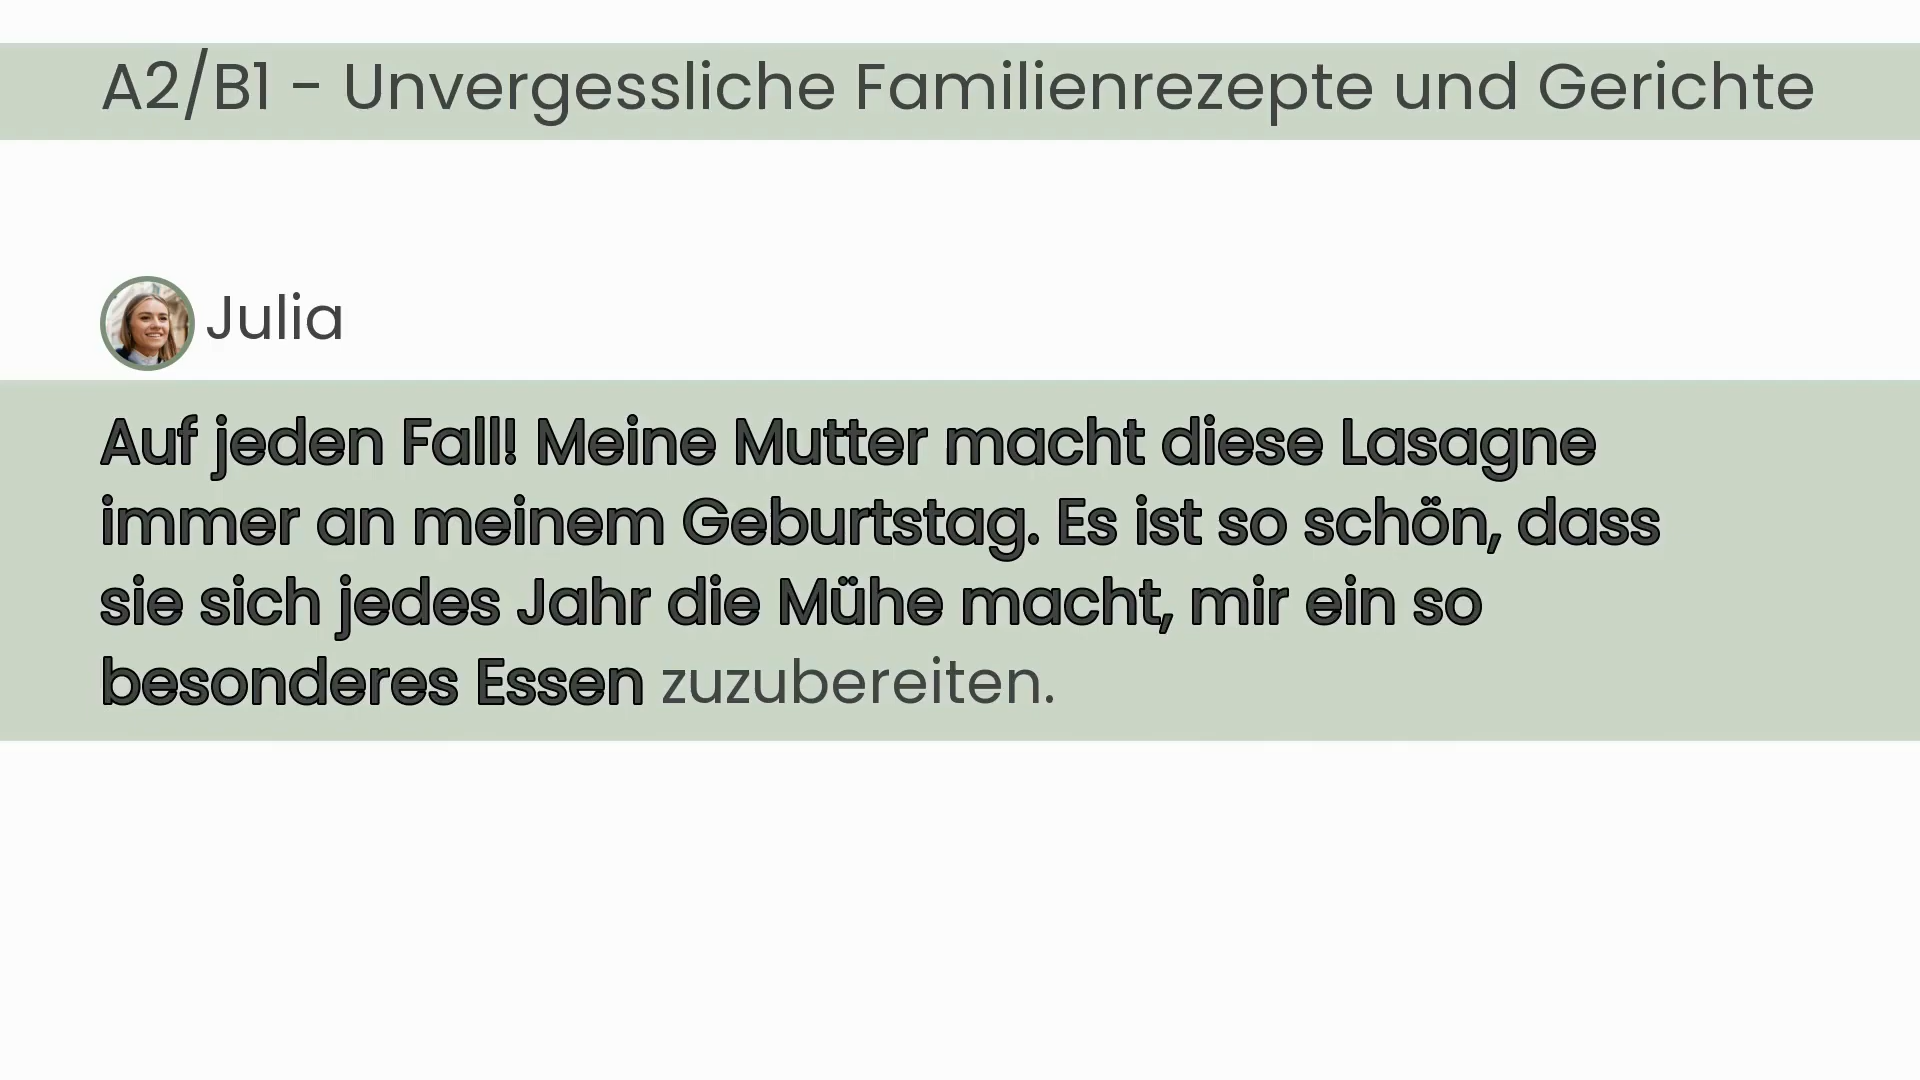 A2/B1 - Unvergessliche Familienrezepte und Gerichte
Julia
Auf jeden Fall! Meine Mutter macht diese Lasagne
immer an meinem Geburtstag. Es ist so schön, dass
sie sich jedes Jahr die Mühe macht, mir ein so
besonderes Essen zuzubereiten.